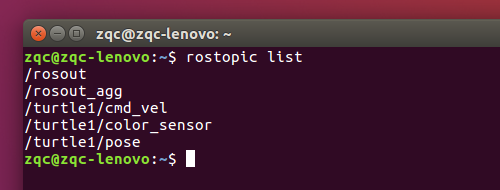 zqc@zqc-lenovo: ~
zqc@zqc-lenovo:~$ rostopic list
/rosout
/rosout_agg
/turtle1/cmd_vel
/turtle1/color_sensor
/turtle1/pose
zqc@zqc-lenovo:~$